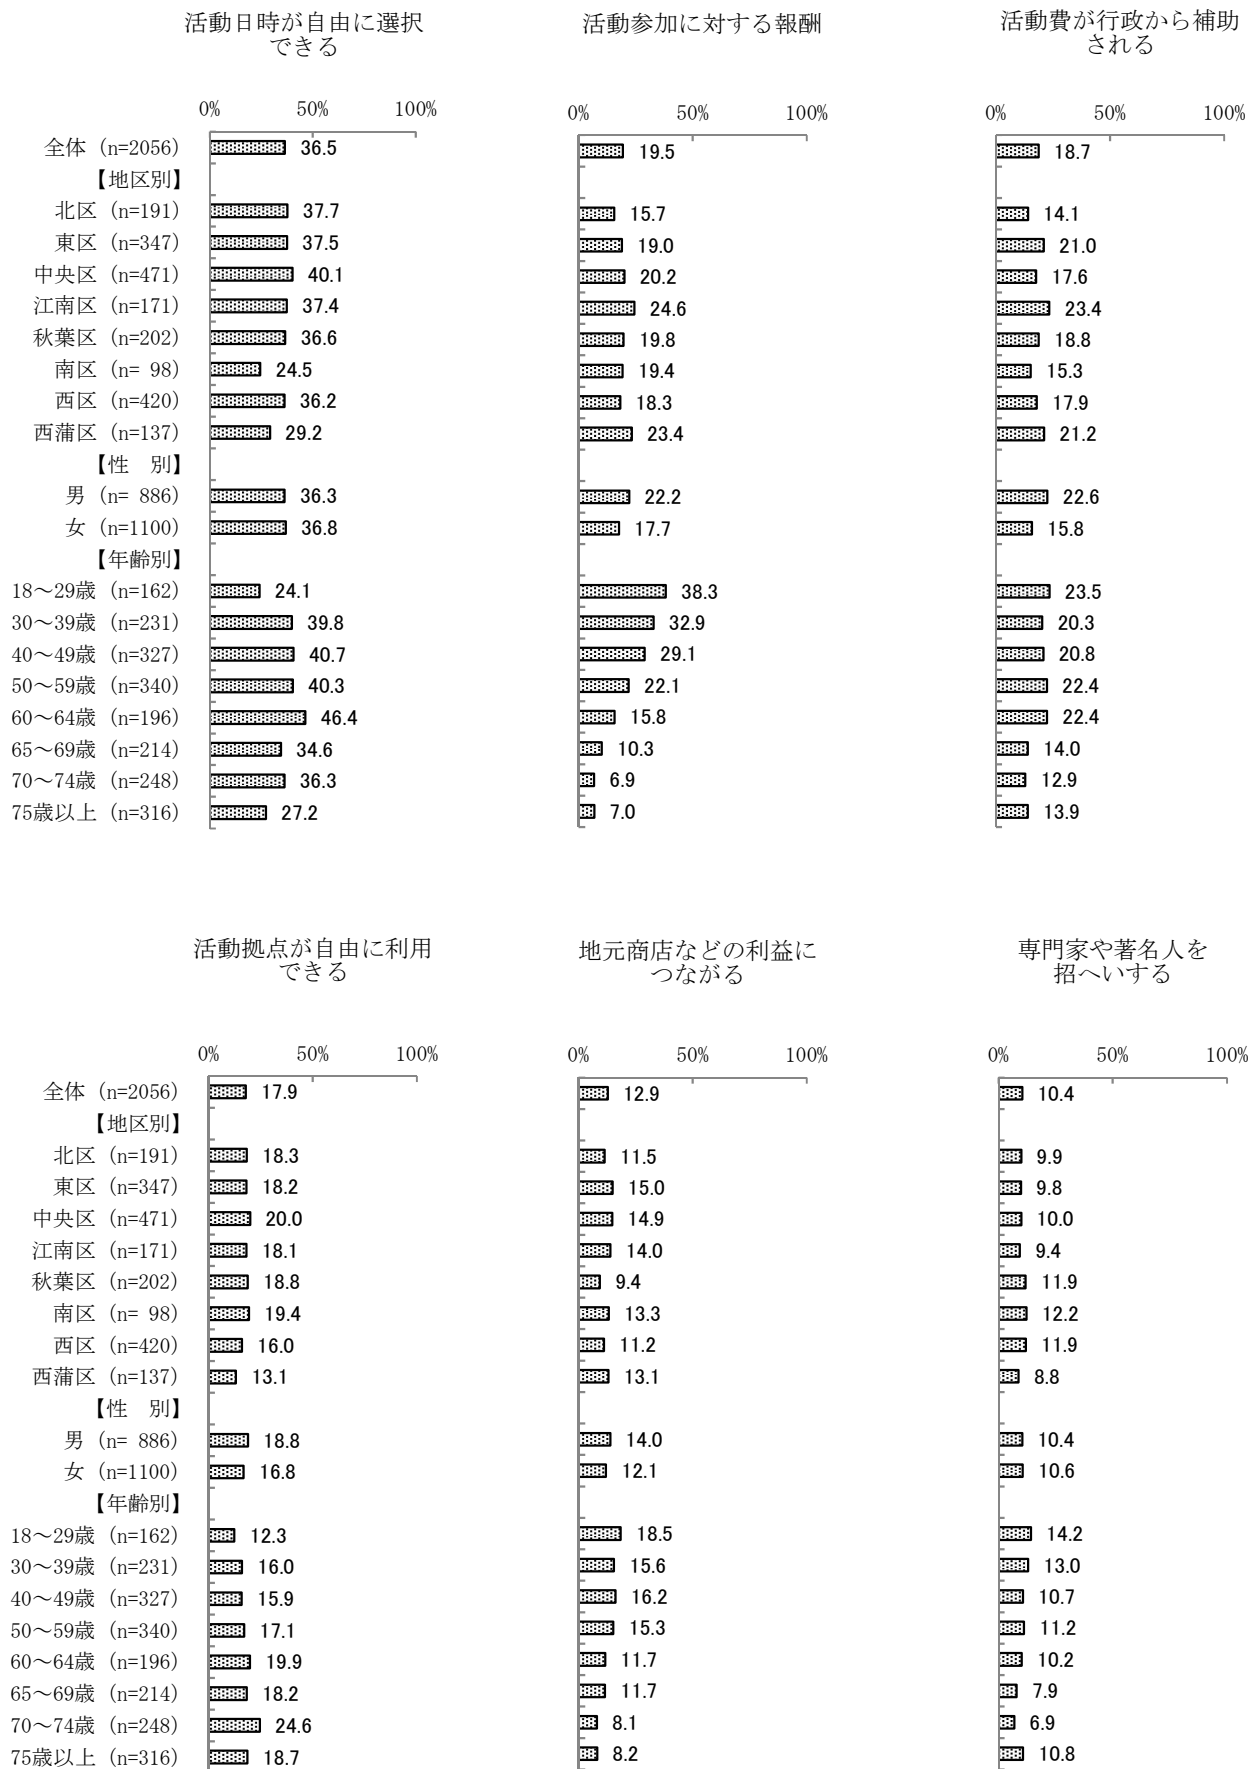 活動日時が自由に選択
できる
活動参加に対する報酬
活動費が行政から補助
される
0% 50% 100%
0% 50% 100%
0% 50% 100%
全体 (n=2056) 36.5 19.5 18.7
【地区別】
北区 (n=191) 37.7 15.7 14.1
東区 (n=347) 37.5 19.0 21.0
中央区 (n=471) 40.1 20.2 17.6
江南区 (n=171) 37.4 24.6 23.4
秋葉区 (n=202) 36.6 19.8 18.8
南区 (n= 98) 24.5 19.4 15.3
西区 (n=420) 36.2 18.3 17.9
西蒲区 (n=137) 29.2 23.4 21.2
【性 別】
男 (n= 886) 36.3 22.2 22.6
女 (n=1100) 36.8 17.7 15.8
【年齢別】
18～29歳 (n=162) 24.1 38.3 23.5
30～39歳 (n=231) 39.8 32.9 20.3
40～49歳 (n=327) 40.7 29.1 20.8
50～59歳 (n=340) 40.3 22.1 22.4
60～64歳 (n=196) 46.4 15.8 22.4
65～69歳 (n=214) 34.6 10.3 14.0
70～74歳 (n=248) 36.3 6.9 12.9
75歳以上 (n=316) 27.2 7.0 13.9
活動拠点が自由に利用
できる
地元商店などの利益に
つながる
専門家や著名人を
招へいする
0% 50% 100%
0% 50% 100%
0% 50% 100%
全体 (n=2056) 17.9 12.9 10.4
【地区別】
北区 (n=191) 18.3 11.5 9.9
東区 (n=347) 18.2 15.0 9.8
中央区 (n=471) 20.0 14.9 10.0
江南区 (n=171) 18.1 14.0 9.4
秋葉区 (n=202) 18.8 9.4 11.9
南区 (n= 98) 19.4 13.3 12.2
西区 (n=420) 16.0 11.2 11.9
西蒲区 (n=137) 13.1 13.1 8.8
【性 別】
男 (n= 886) 18.8 14.0 10.4
女 (n=1100) 16.8 12.1 10.6
【年齢別】
18～29歳 (n=162) 12.3 18.5 14.2
30～39歳 (n=231) 16.0 15.6 13.0
40～49歳 (n=327) 15.9 16.2 10.7
50～59歳 (n=340) 17.1 15.3 11.2
60～64歳 (n=196) 19.9 11.7 10.2
65～69歳 (n=214) 18.2 11.7 7.9
70～74歳 (n=248) 24.6 8.1 6.9
75歳以上 (n=316) 18.7 8.2 10.8